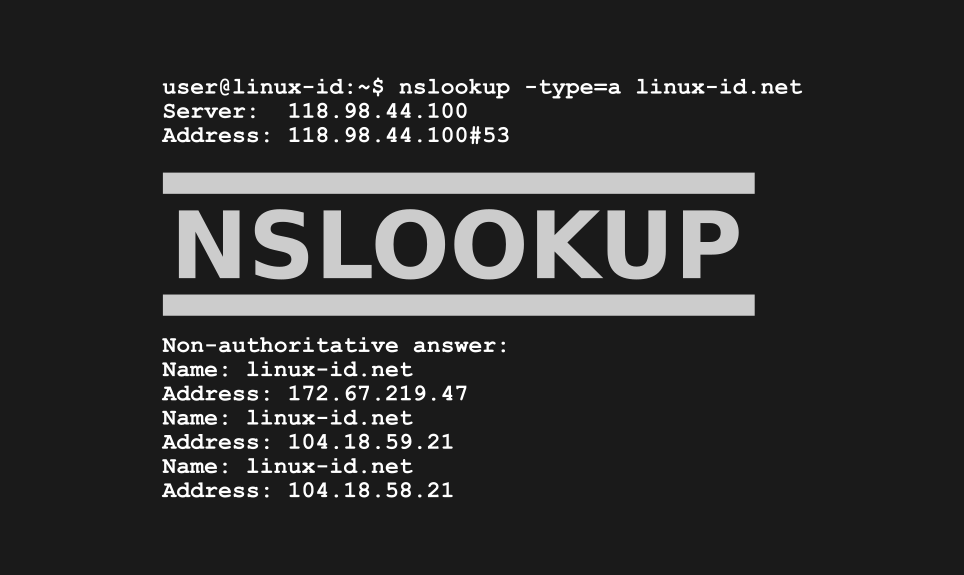 user@linux-id:~$ nslookup -type=a linux-id.net
Server:  118.98.44.100
Address: 118.98.44.100#53
NSLOOKUP
Non-authoritative answer:
Name: linux-id.net
Address: 172.67.219.47
Name: linux-id.net
Address: 104.18.59.21
Name: linux-id.net
Address: 104.18.58.21